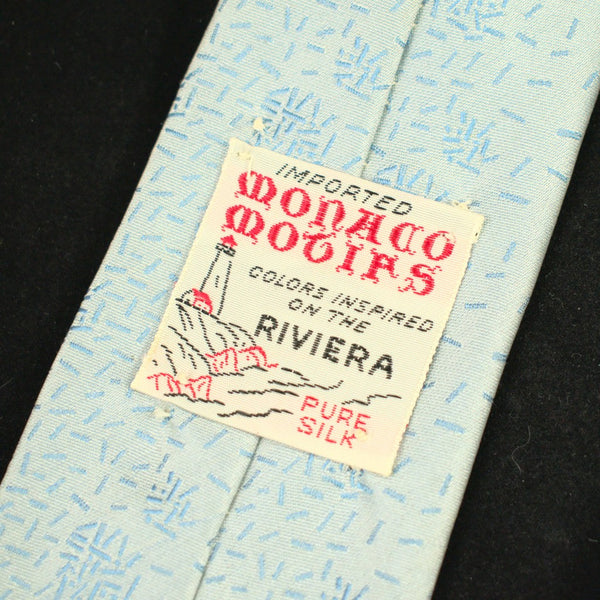 IMPORTED
MONACO
MOTIFS
COLORS INSPIRED
ON THE
RIVIERA
PURE
SILK